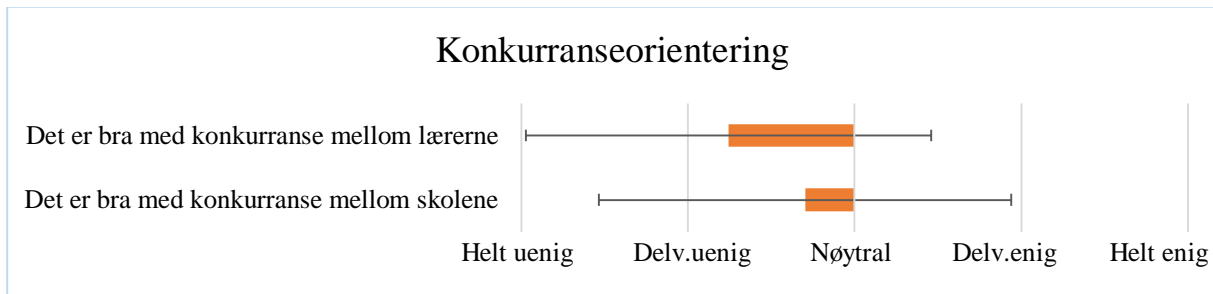 Konkurranseorientering
Det er bra med konkurranse mellom lærerne
Det er bra med konkurranse mellom skolene
Helt uenig Delv.uenig Nøytral Delv.enig Helt enig